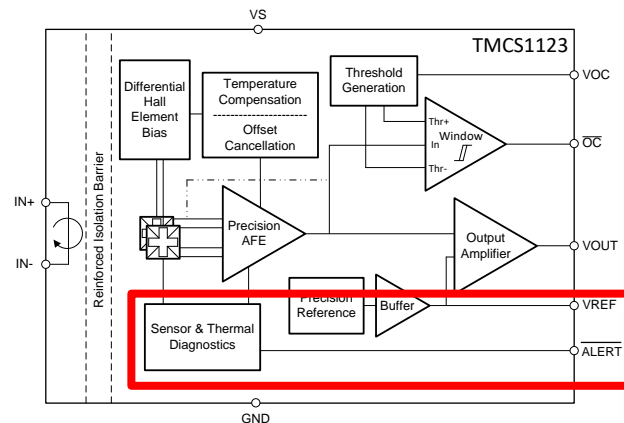 VS
TMCS1123
Differential
Hall
Element
Bias
Temperature
Compensation
Offset
Cancellation
Threshold
Generation
VOC
Thr+
Window
In
Thr-
OC
IN+
IN-
Reinforced Isolation Barrier
Precision
AFE
Output
Amplifier
VOUT
Precision
Reference
Buffer
VREF
Sensor & Thermal
Diagnostics
ALERT
GND